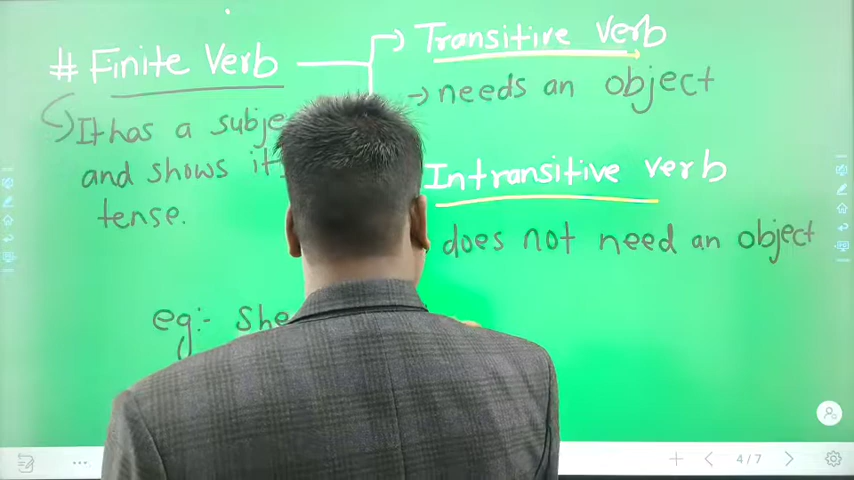 # Finite Verb
Transitive Verb
→ needs an object
It has a subje
and shows it
tense.
Intransitive verb
does not need an object
eg:- She
4/7